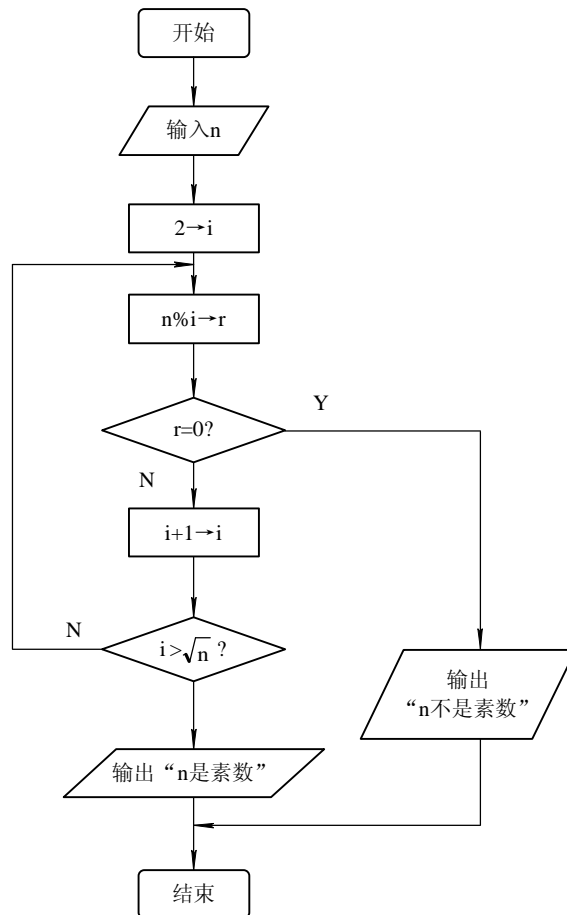 开始
输入n
2→i
n%i→r
r=0?
Y
N
i+1→i
N
i>√n?
输出
“n不是素数”
输出“n是素数”
结束